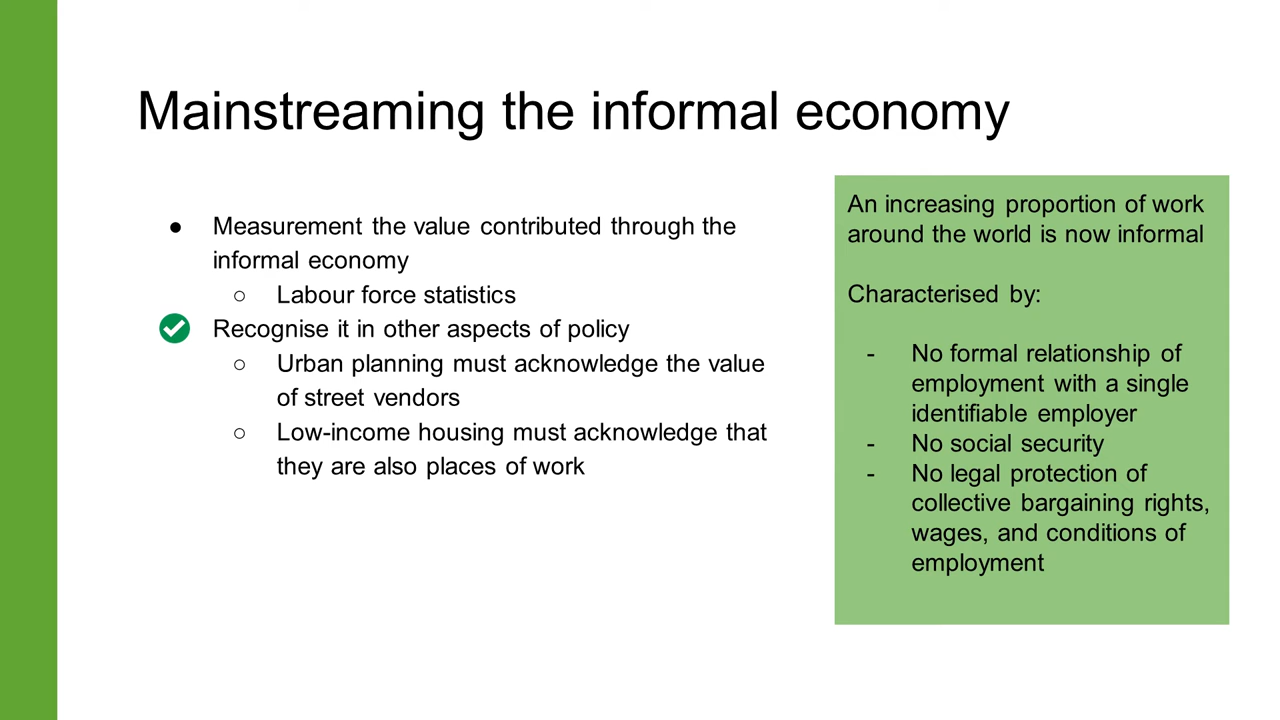 Mainstreaming the informal economy
● Measurement the value contributed through the
informal economy
○ Labour force statistics
Recognise it in other aspects of policy
○ Urban planning must acknowledge the value
of street vendors
○ Low-income housing must acknowledge that
they are also places of work
An increasing proportion of work
around the world is now informal
Characterised by:
- No formal relationship of
employment with a single
identifiable employer
- No social security
- No legal protection of
collective bargaining rights,
wages, and conditions of
employment